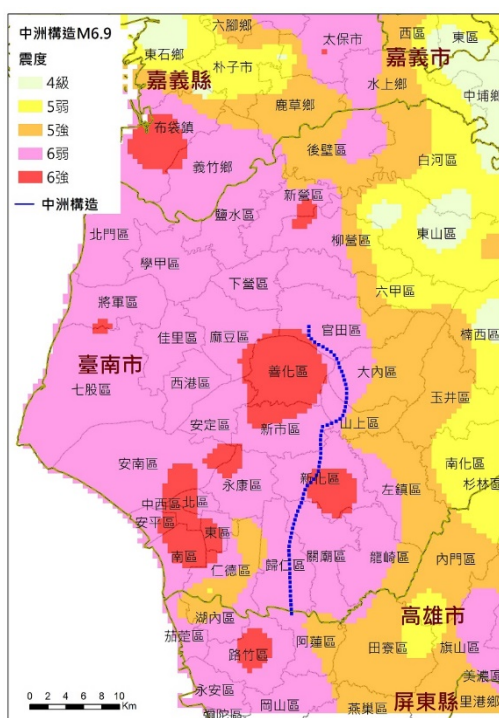 中洲構造M6.9
震度
4級
5弱
5強
6弱
6強
中洲構造
六腳鄉
太保市
西區
東區
東石鄉
朴子市
嘉義市
嘉義縣
水上鄉
中埔鄉
鹿草鄉
布袋鎮
後壁區
義竹鄉
白河區
新營區
鹽水區
北門區
柳營區
東山區
學甲區
下營區
六甲區
將軍區
官田區
佳里區
麻豆區
楠西區
臺南市
善化區
大內區
七股區
西港區
玉井區
安定區
新市區
山上區
安南區
南化區
永康區
新化區
杉林區
中西區
北區
左鎮區
安平區
東區
南區
關廟區
龍崎區
內門區
仁德區
歸仁區
湖內區
高雄市
茄萣區
阿蓮區
田寮區
旗山區
路竹區
美濃區
永安區
岡山區
屏東縣
里港鄉
彌陀區
燕巢區
0 2 4 6 8 10
Km